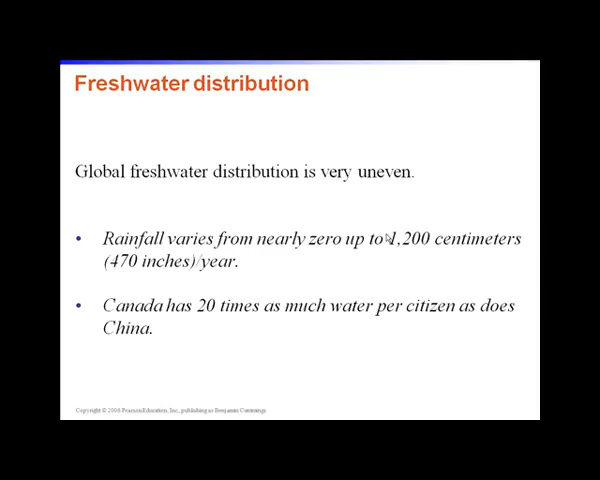 Freshwater distribution
Global freshwater distribution is very uneven.
• Rainfall varies from nearly zero up to 1,200 centimeters
(470 inches)/year.
• Canada has 20 times as much water per citizen as does
China.
Copyright © 2006 Pearson Education, Inc., publishing as Benjamin Cummings